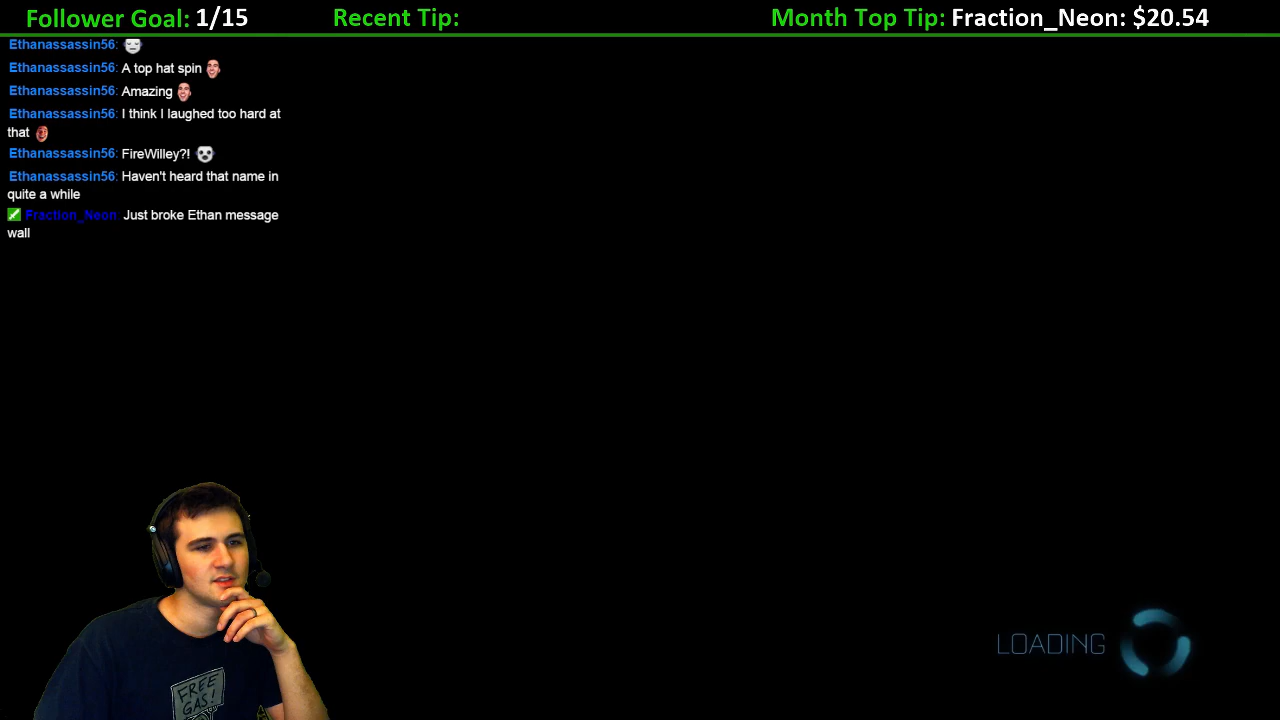 Follower Goal: 1/15
Recent Tip:
Month Top Tip: Fraction_Neon: $20.54
Ethanassassin56:
Ethanassassin56: A top hat spin
Ethanassassin56: Amazing
Ethanassassin56: I think I laughed too hard at
that
Ethanassassin56: FireWilley?!
Ethanassassin56: Haven't heard that name in
quite a while
Fraction_Neon: Just broke Ethan message
wall
LOADING
FREE
GAS!